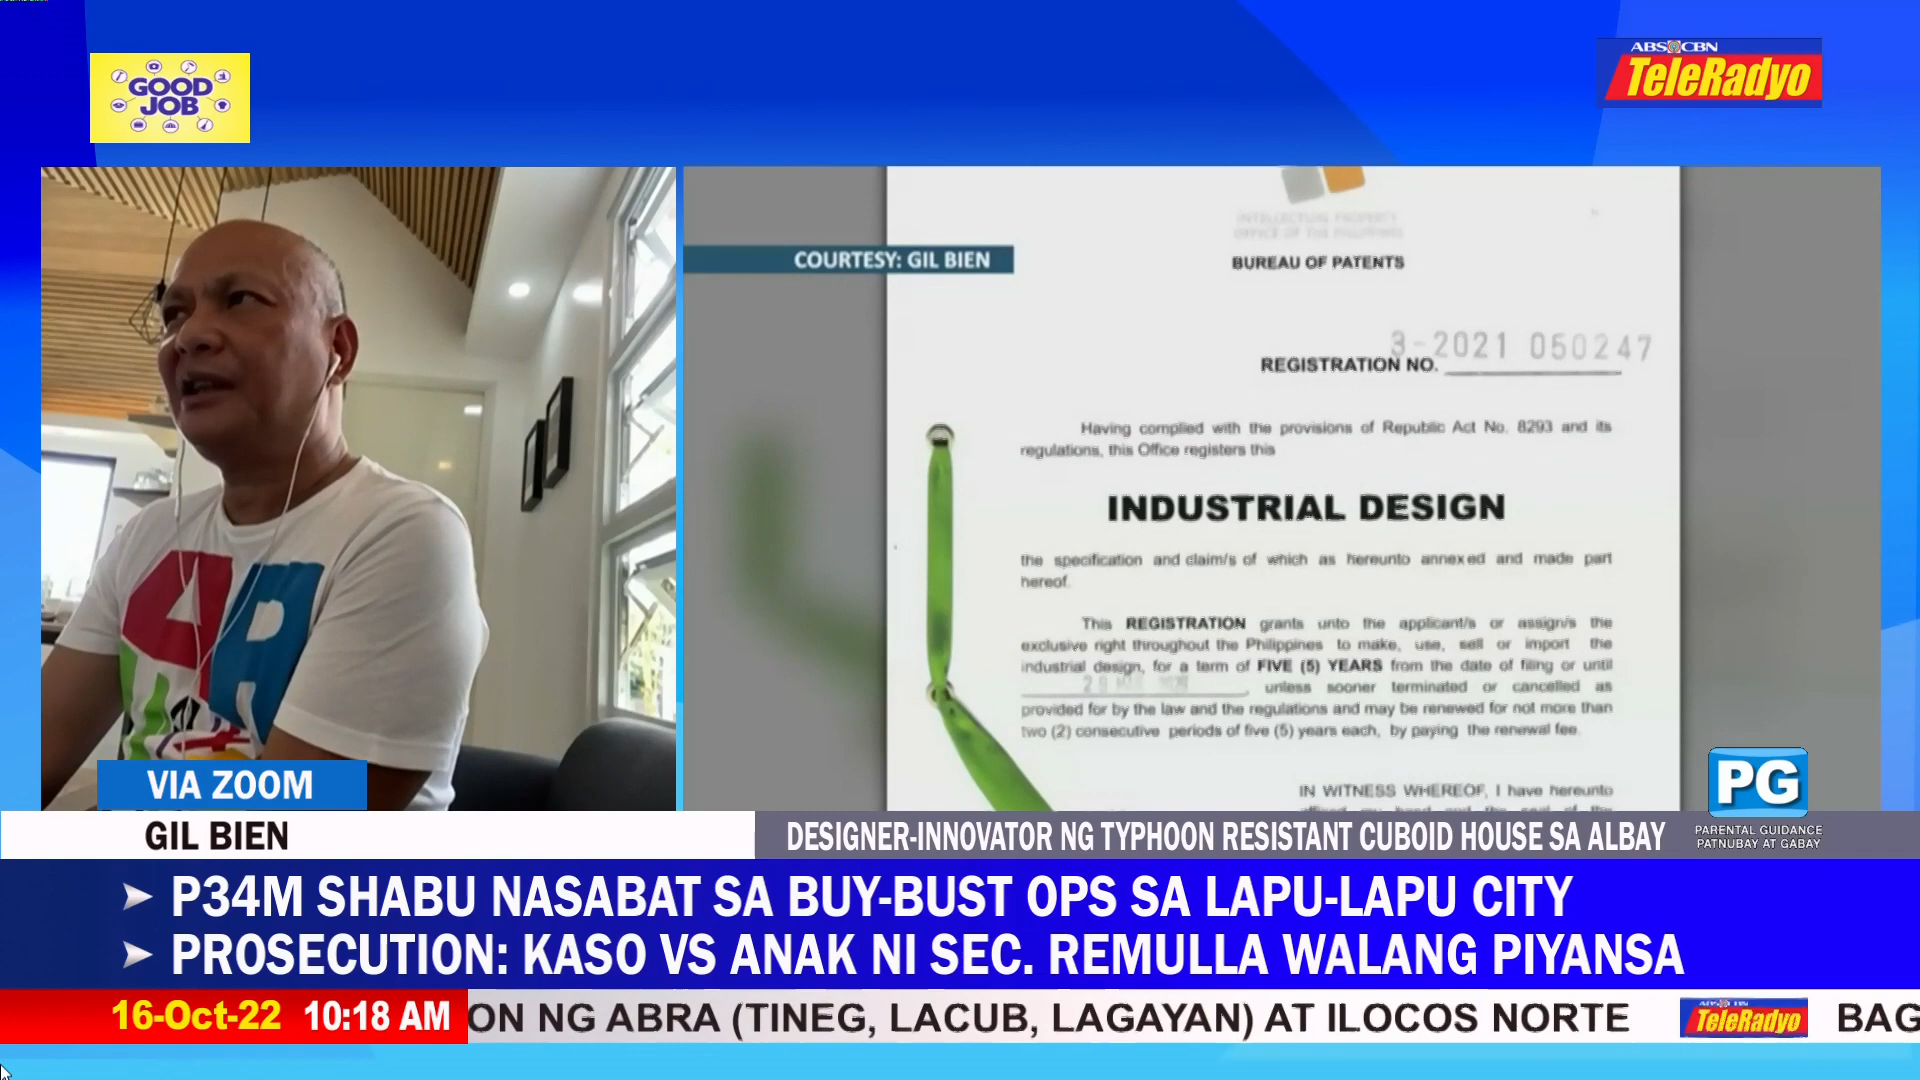 GOOD
JOB
ABS CBN
TeleRadyo
COURTESY: GIL BIEN
INTELLECTUAL PROPERTY
OFFICE OF THE PHILIPPINES
BUREAU OF PATENTS
3-2021 050247
REGISTRATION NO.
Having complied with the provisions of Republic Act No. 8293 and its
regulations, this Office registers this
INDUSTRIAL DESIGN
the specification and claim/s of which as hereunto annexed and made part
hereof.
This REGISTRATION grants unto the applicant/s or assign/s the
exclusive right throughout the Philippines to make, use, sell or import the
industrial design, for a term of FIVE (5) YEARS from the date of filing or until
unless sooner terminated or cancelled as
provided for by the law and the regulations and may be renewed for not more than
two (2) consecutive periods of five (5) years each, by paying the renewal fee.
IN WITNESS WHEREOF, I have hereunto
PG
PARENTAL GUIDANCE
PATNUBAY AT GABAY
VIA ZOOM
GIL BIEN
DESIGNER-INNOVATOR NG TYPHOON RESISTANT CUBOID HOUSE SA ALBAY
P34M SHABU NASABAT SA BUY-BUST OPS SA LAPU-LAPU CITY
PROSECUTION: KASO VS ANAK NI SEC. REMULLA WALANG PIYANSA
16-Oct-22 10:18 AM ON NG ABRA (TINEG, LACUB, LAGAYAN) AT ILOCOS NORTE ABS CBN TeleRadyo BAG